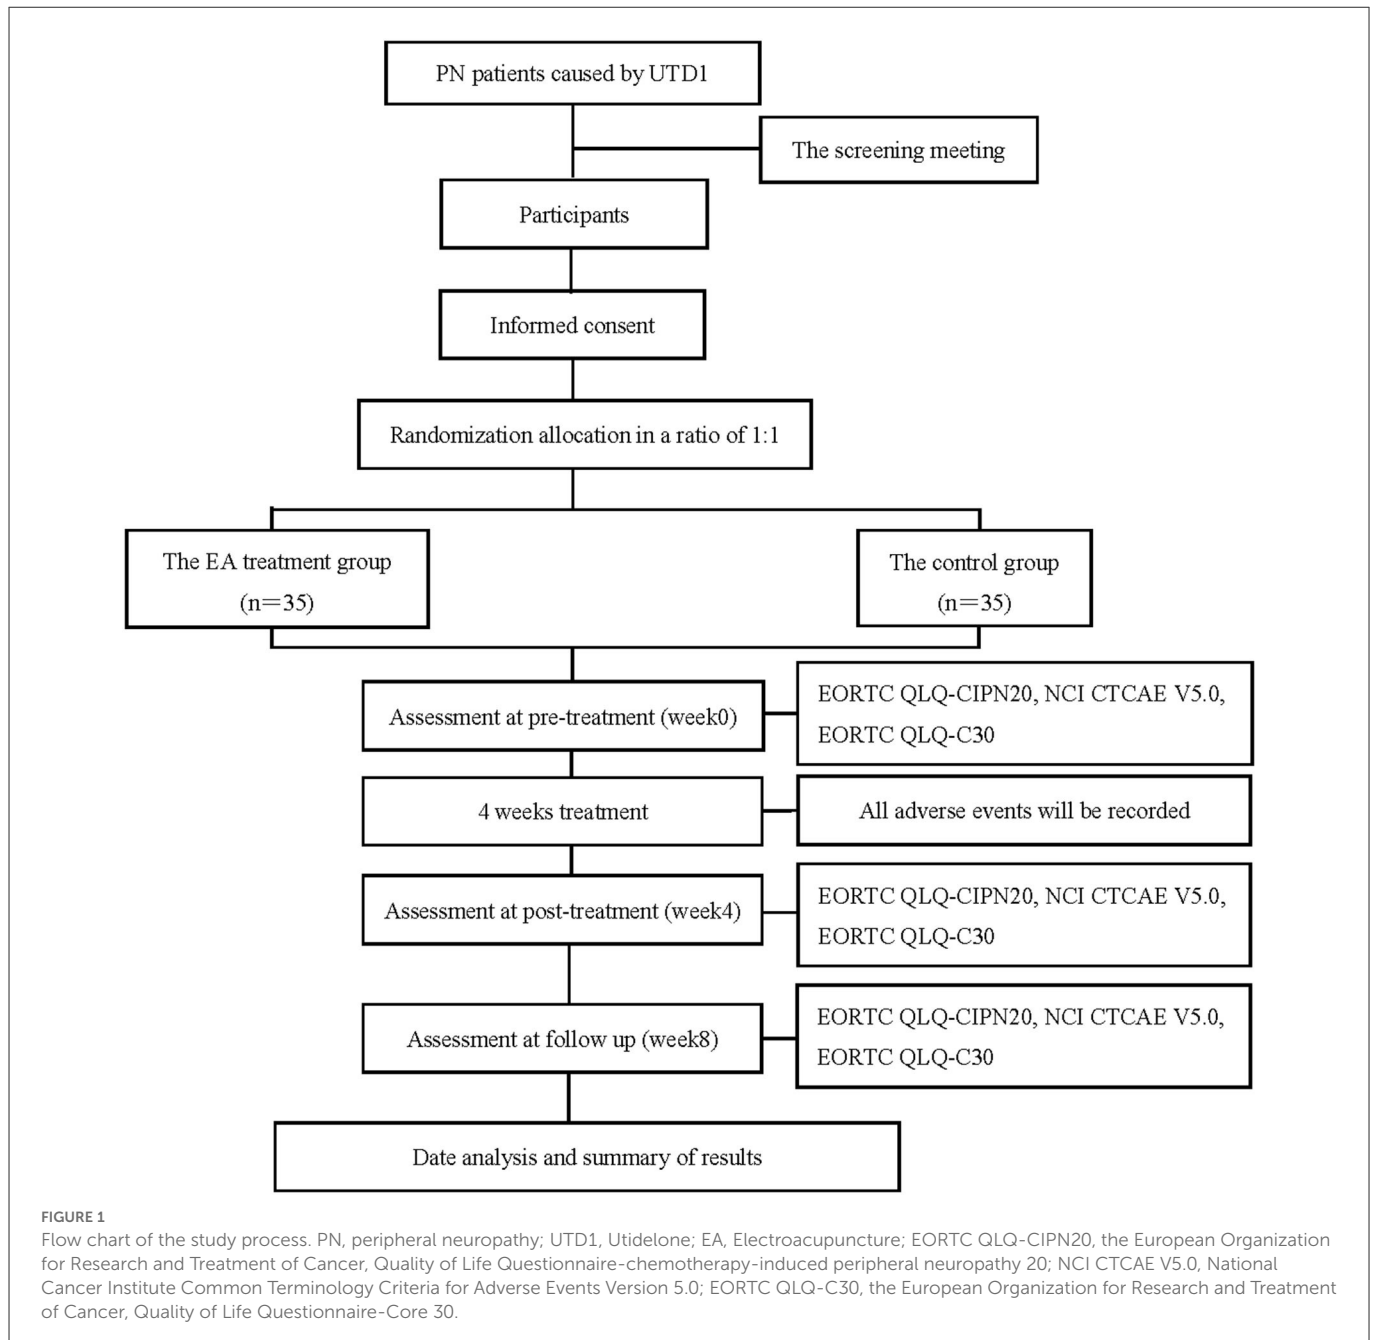 PN patients caused by UTD1
The screening meeting
Participants
Informed consent
Randomization allocation in a ratio of 1:1
The EA treatment group
(n=35)
The control group
(n=35)
Assessment at pre-treatment (week0)
EORTC QLQ-CIPN20, NCI CTCAE V5.0,
EORTC QLQ-C30
4 weeks treatment
All adverse events will be recorded
Assessment at post-treatment (week4)
EORTC QLQ-CIPN20, NCI CTCAE V5.0,
EORTC QLQ-C30
Assessment at follow up (week8)
EORTC QLQ-CIPN20, NCI CTCAE V5.0,
EORTC QLQ-C30
Date analysis and summary of results
FIGURE 1
Flow chart of the study process. PN, peripheral neuropathy; UTD1, Utidelone; EA, Electroacupuncture; EORTC QLQ-CIPN20, the European Organization
for Research and Treatment of Cancer, Quality of Life Questionnaire-chemotherapy-induced peripheral neuropathy 20; NCI CTCAE V5.0, National
Cancer Institute Common Terminology Criteria for Adverse Events Version 5.0; EORTC QLQ-C30, the European Organization for Research and Treatment
of Cancer, Quality of Life Questionnaire-Core 30.